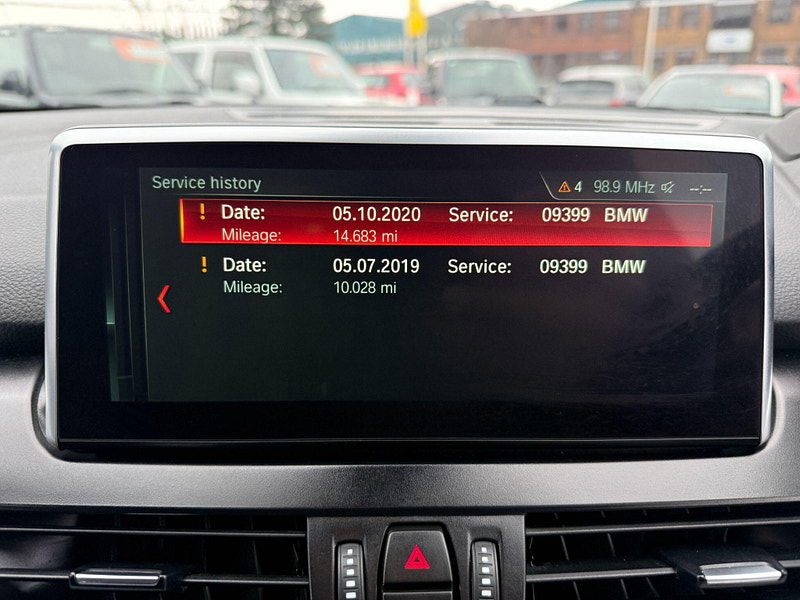 Service history 4 98.9 MHz --:--
! Date: 05.10.2020 Service: 09399 BMW
Mileage: 14.683 mi
! Date: 05.07.2019 Service: 09399 BMW
Mileage: 10.028 mi